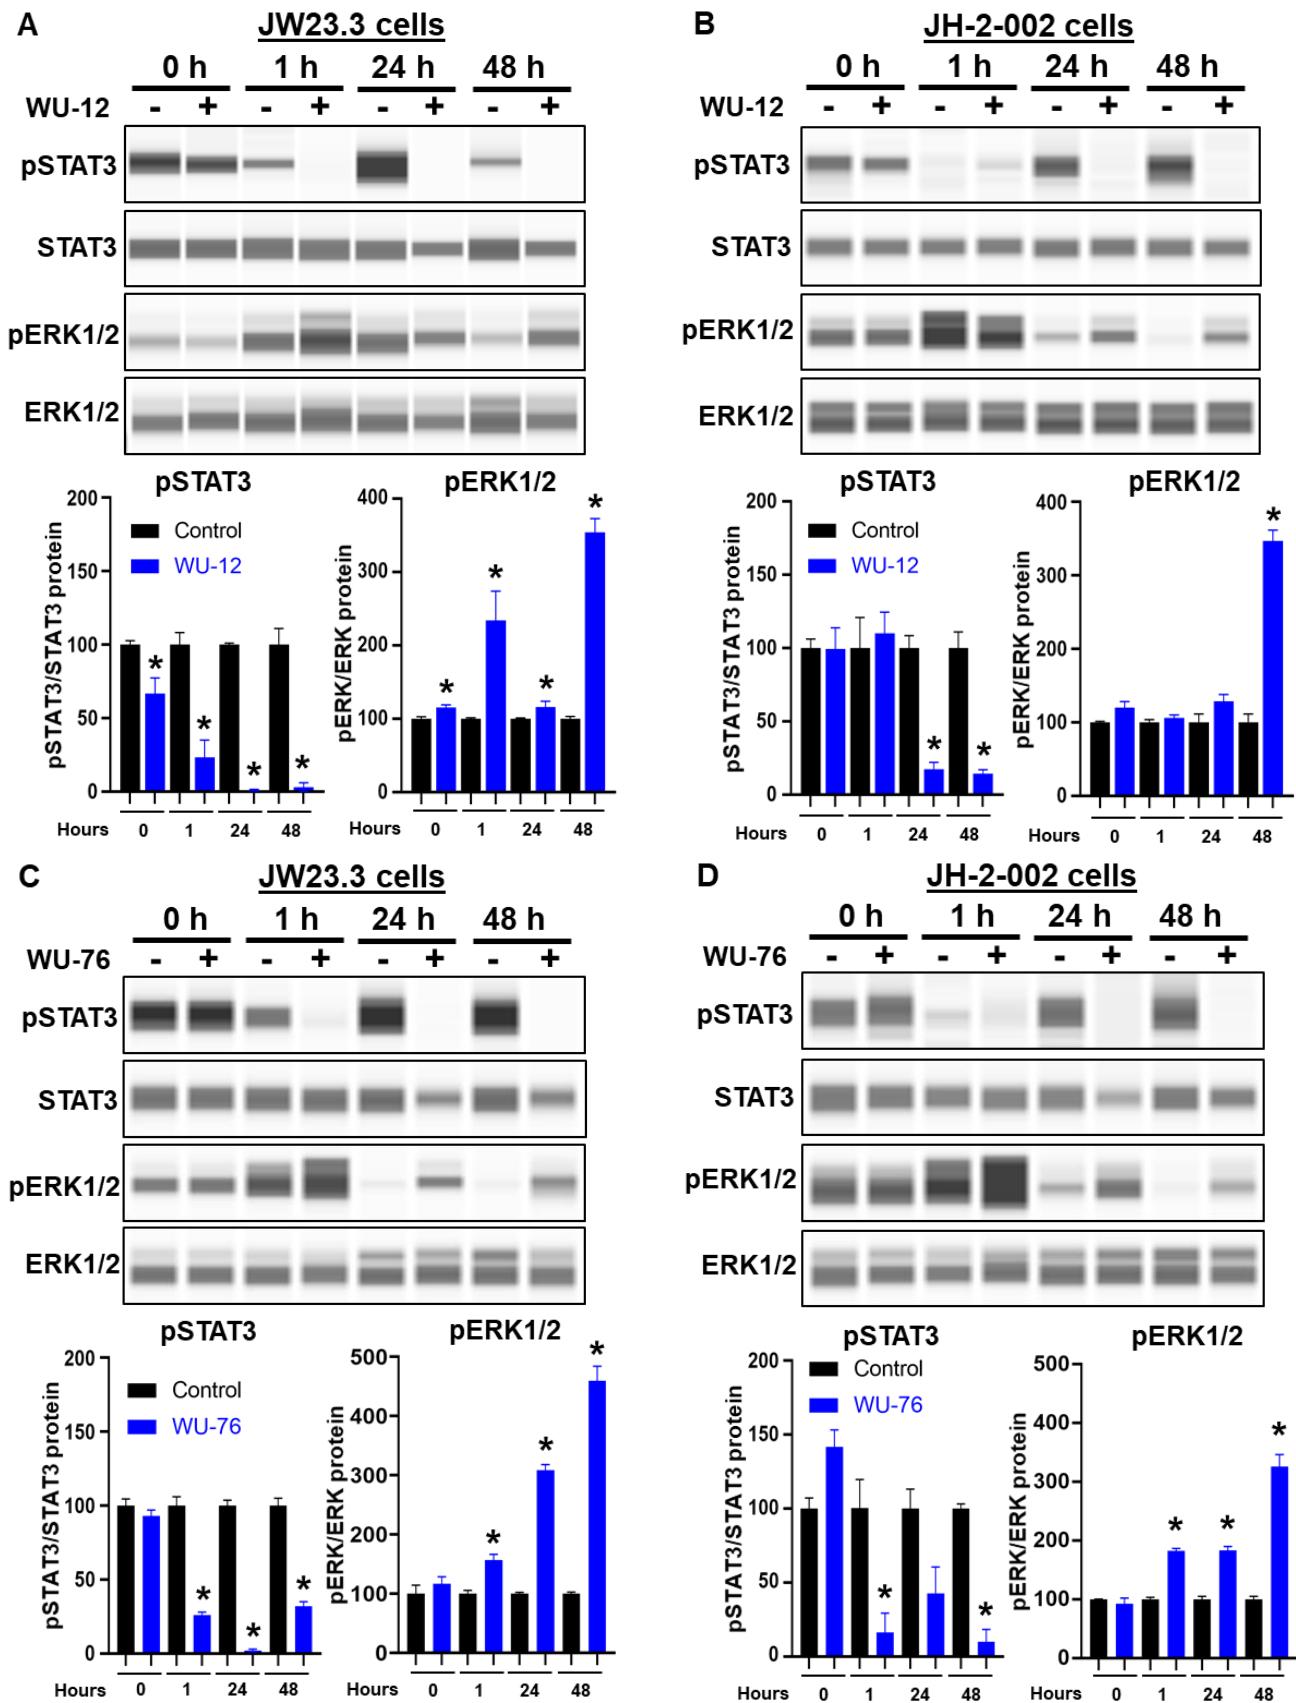 A
JW23.3 cells
0 h 1 h 24 h 48 h
WU-12 - + - + - + - +
pSTAT3
STAT3
pERK1/2
ERK1/2
pSTAT3
pSTAT3/STAT3 protein
200
150
100
50
0
Control
WU-12
* * * *
Hours 0 1 24 48
pERK1/2
pERK/ERK protein
400
300
200
100
0
* * * *
0 1 24 48
B
JH-2-002 cells
0 h 1 h 24 h 48 h
WU-12 - + - + - + - +
pSTAT3
STAT3
pERK1/2
ERK1/2
pSTAT3
pSTAT3/STAT3 protein
200
150
100
50
0
Control
WU-12
* *
Hours 0 1 24 48
pERK1/2
pERK/ERK protein
400
300
200
100
0
*
0 1 24 48
C
JW23.3 cells
0 h 1 h 24 h 48 h
WU-76 - + - + - + - +
pSTAT3
STAT3
pERK1/2
ERK1/2
pSTAT3
pSTAT3/STAT3 protein
200
150
100
50
0
Control
WU-76
* * *
Hours 0 1 24 48
pERK1/2
pERK/ERK protein
500
400
300
200
100
0
* * *
Hours 0 1 24 48
D
JH-2-002 cells
0 h 1 h 24 h 48 h
WU-76 - + - + - + - +
pSTAT3
STAT3
pERK1/2
ERK1/2
pSTAT3
pSTAT3/STAT3 protein
200
150
100
50
0
Control
WU-76
* *
Hours 0 1 24 48
pERK1/2
pERK/ERK protein
500
400
300
200
100
0
* * *
Hours 0 1 24 48